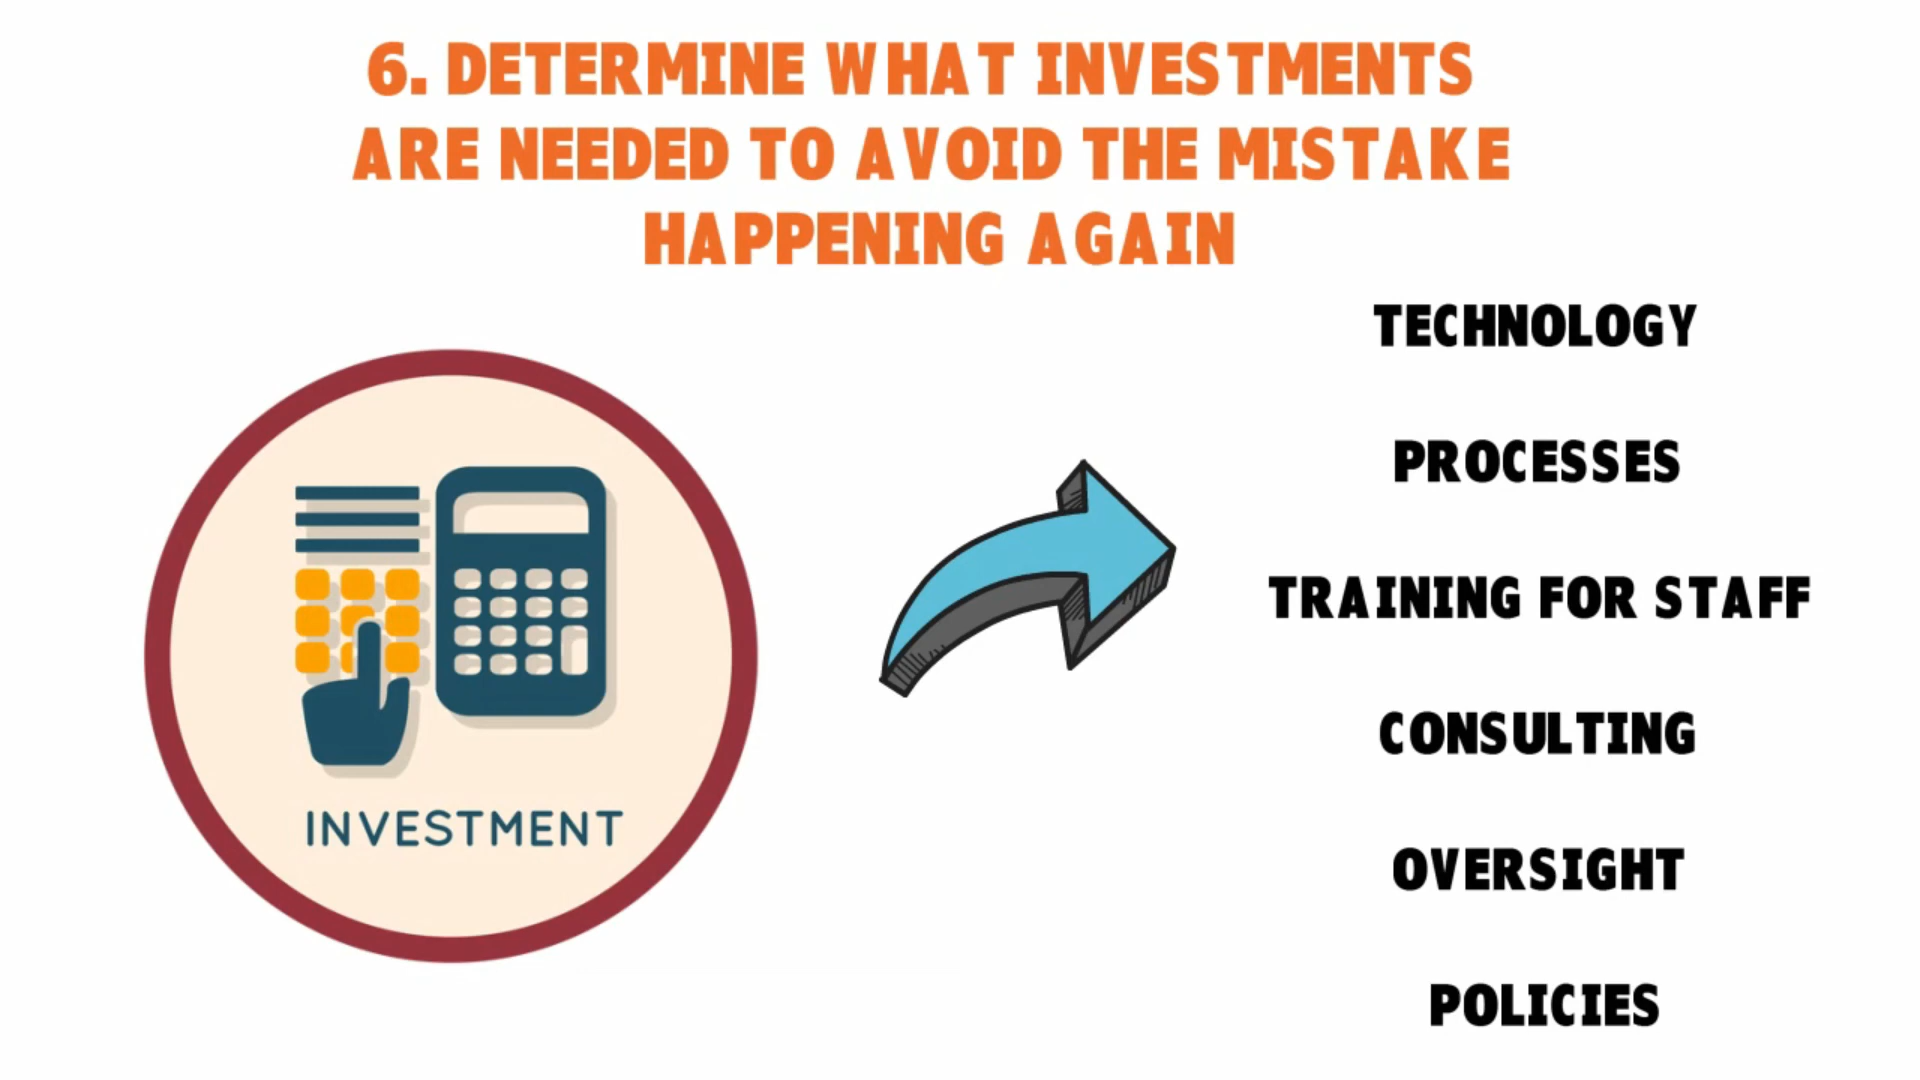 6. DETERMINE WHAT INVESTMENTS
ARE NEEDED TO AVOID THE MISTAKE
HAPPENING AGAIN
TECHNOLOGY
PROCESSES
TRAINING FOR STAFF
CONSULTING
OVERSIGHT
POLICIES
INVESTMENT